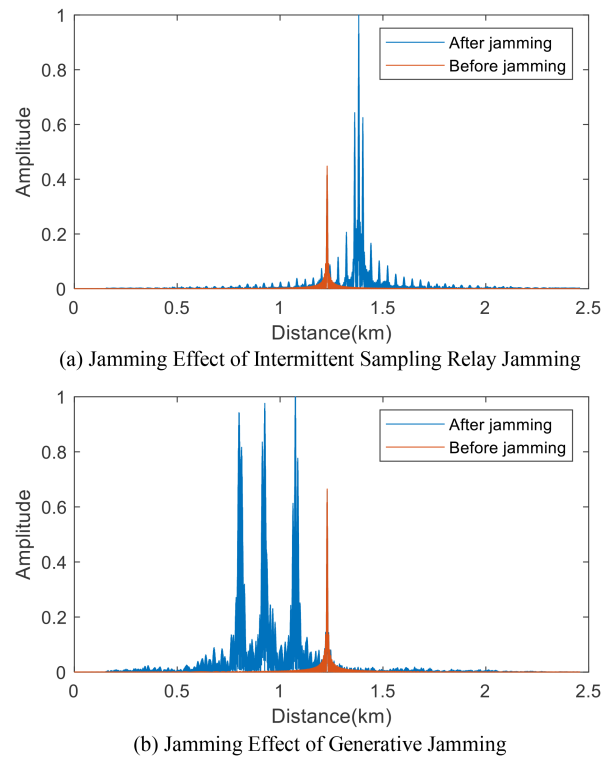 1
0.8
0.6
0.4
0.2
0
Amplitude
After jamming
Before jamming
0 0.5 1 1.5 2 2.5
Distance(km)
(a) Jamming Effect of Intermittent Sampling Relay Jamming
1
0.8
0.6
0.4
0.2
0
Amplitude
After jamming
Before jamming
0 0.5 1 1.5 2 2.5
Distance(km)
(b) Jamming Effect of Generative Jamming